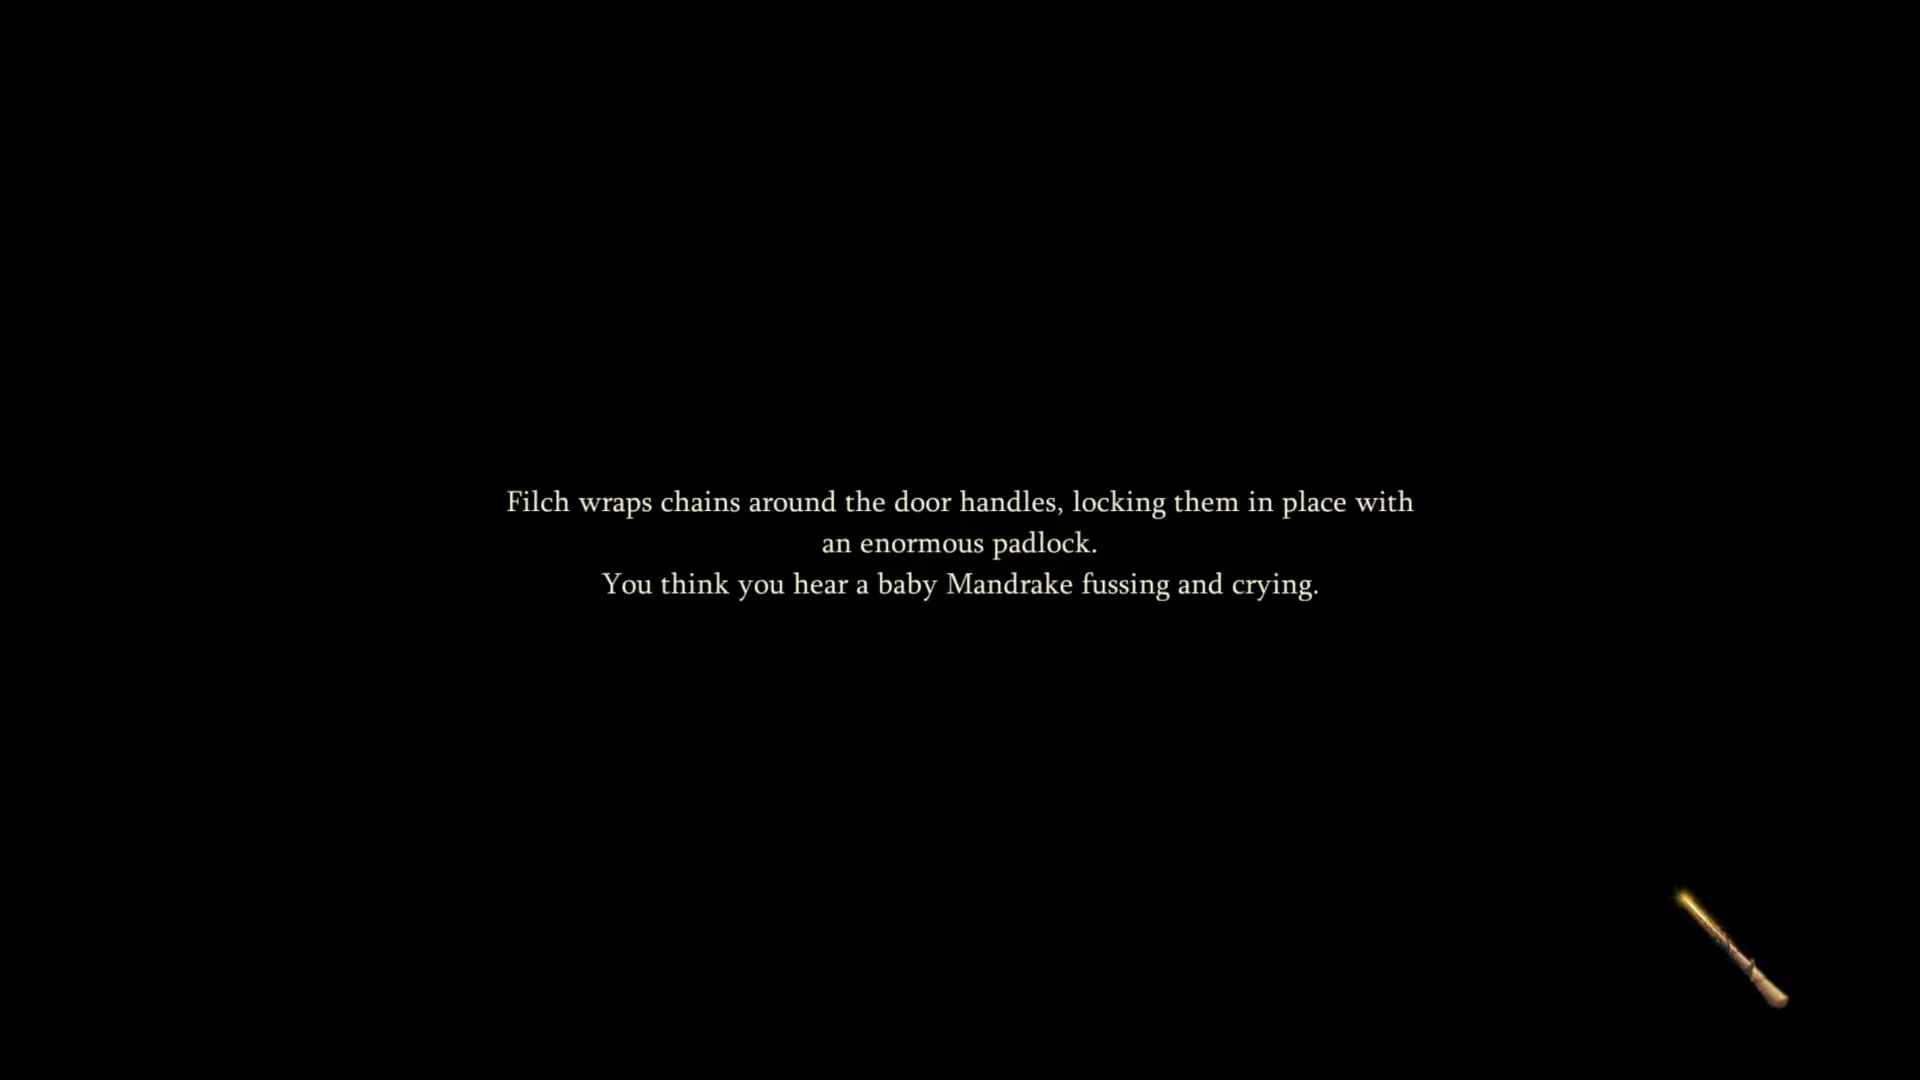 Filch wraps chains around the door handles, locking them in place with
an enormous padlock.
You think you hear a baby Mandrake fussing and crying.